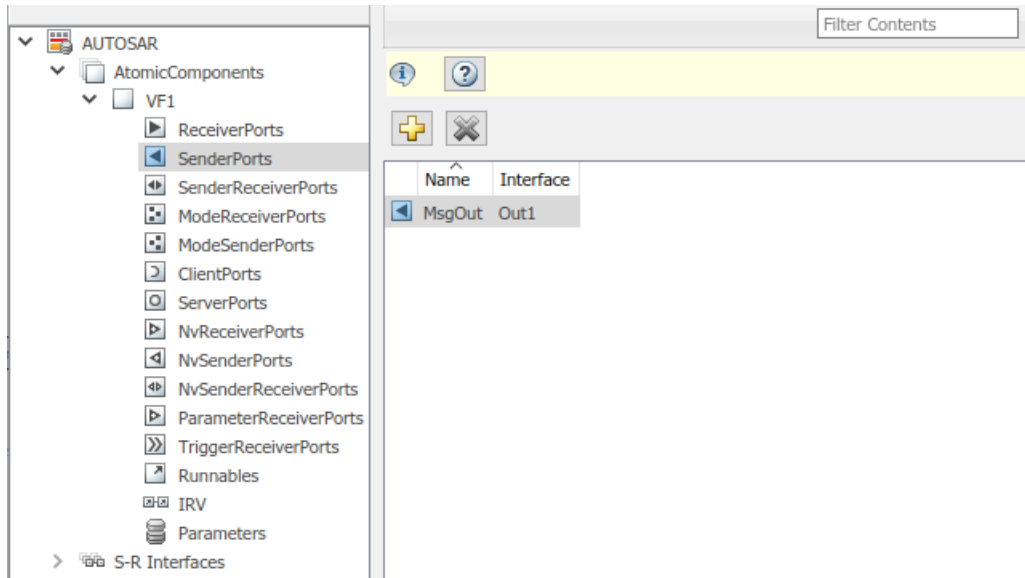 Filter Contents
AUTOSAR
AtomicComponents
VF1
ReceiverPorts
SenderPorts
SenderReceiverPorts
ModeReceiverPorts
ModeSenderPorts
ClientPorts
ServerPorts
NvReceiverPorts
NvSenderPorts
NvSenderReceiverPorts
ParameterReceiverPorts
TriggerReceiverPorts
Runnables
IRV
Parameters
S-R Interfaces
Name Interface
MsgOut Out1